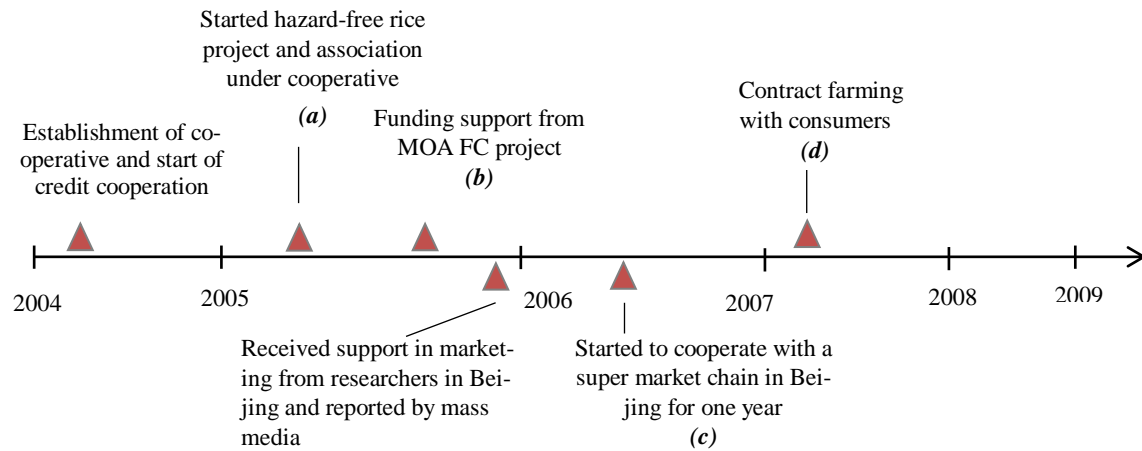 Started hazard-free rice
project and association
under cooperative
(a)
Establishment of co-
operative and start of
credit cooperation
Funding support from
MOA FC project
(b)
Contract farming
with consumers
(d)
2004
2005
2006
2007
2008
2009
Received support in market-
ing from researchers in Bei-
jing and reported by mass
media
Started to cooperate with a
super market chain in Bei-
jing for one year
(c)